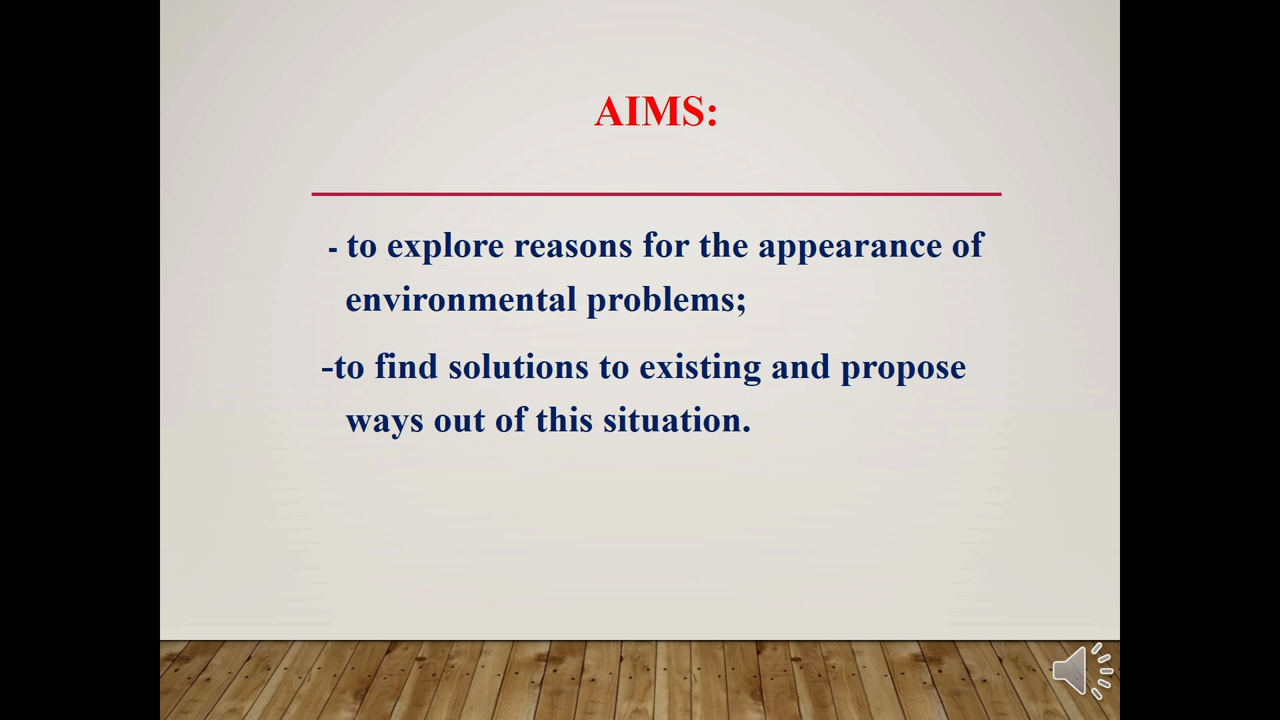 AIMS:
- to explore reasons for the appearance of
environmental problems;
-to find solutions to existing and propose
ways out of this situation.